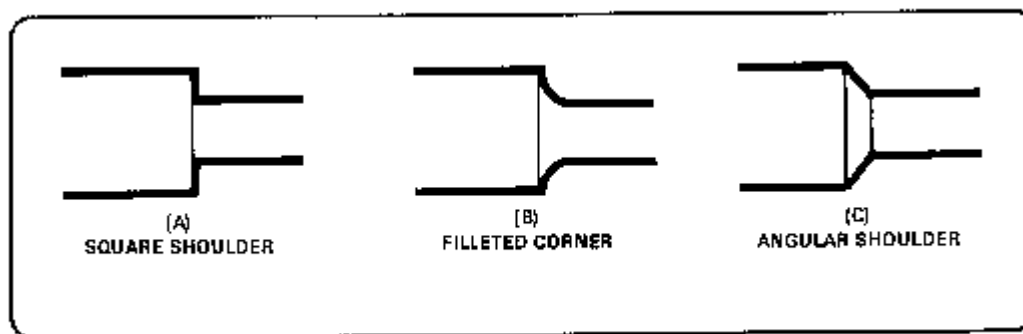 (A)
SQUARE SHOULDER
(B)
FILLETED CORNER
(C)
ANGULAR SHOULDER